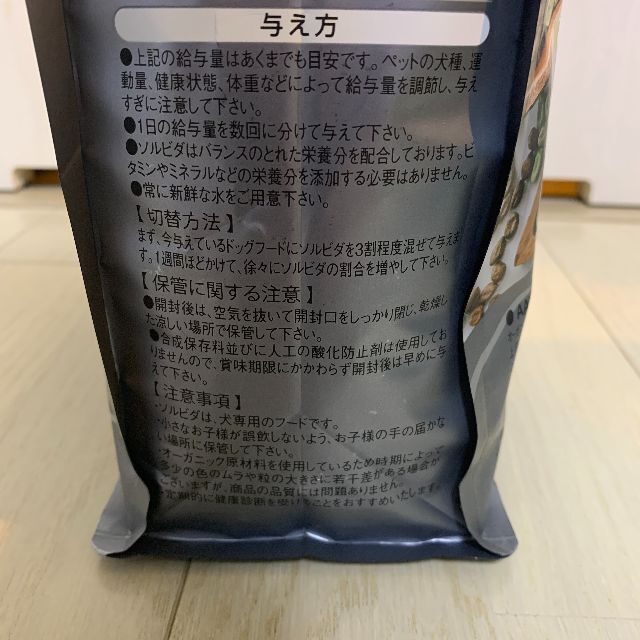 与え方
●上記の給与量はあくまでも目安です。ペットの犬種、運
動量、健康状態、体重などによって給与量を調節し、与え
すぎに注意して下さい。
●1日の給与量を数回に分けて与えて下さい。
●ソルビダはバランスのとれた栄養分を配合しております。ビ
タミンやミネラルなどの栄養分を添加する必要はありません。
●常に新鮮な水をご用意下さい。
【切替方法】
まず、今与えているドッグフードにソルビダを3割程度混ぜて与えま
す。1週間ほどかけて、徐々にソルビダの割合を増やして下さい。
【保管に関する注意】
●開封後は、空気を抜いて開封口をしっかり閉じ、乾燥し
た涼しい場所で保管して下さい。
●合成保存料並びに人工の酸化防止剤は使用してお
りませんので、賞味期限にかかわらず開封後は早めに与
えて下さい。
【注意事項】
・ソルビダは、犬専用のフードです。
・小さなお子様が誤飲しないよう、お子様の手の届かな
い場所に保管して下さい。
・オーガニック原材料を使用しているため時期によって
多少の色のムラや粒の大きさに若干差がある場合が
ございますが、商品の品質には問題ありません。
・定期的に健康診断を受けることをおすすめいたします。